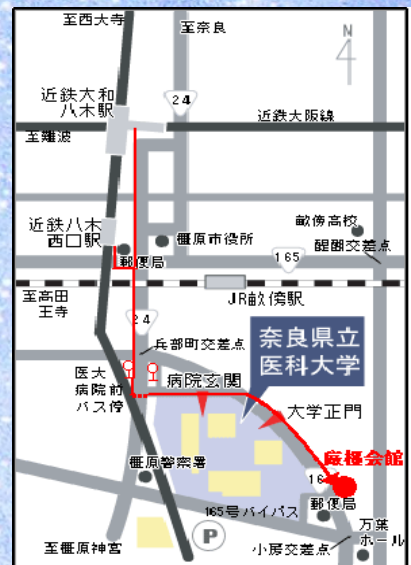 至西大寺
至奈良
N
24
近鉄大和
八木駅
近鉄大阪線
至難波
近鉄八木
西口駅
畝傍高校
橿原市役所
醍醐交差点
郵便局
165
至高田
王寺
JR畝傍駅
24
兵部町交差点
奈良県立
医科大学
医大
病院前
バス停
病院玄関
大学正門
厳橿会館
橿原警察署
郵便局
165号バイパス
P
万葉
ホール
至橿原神宮
小房交差点